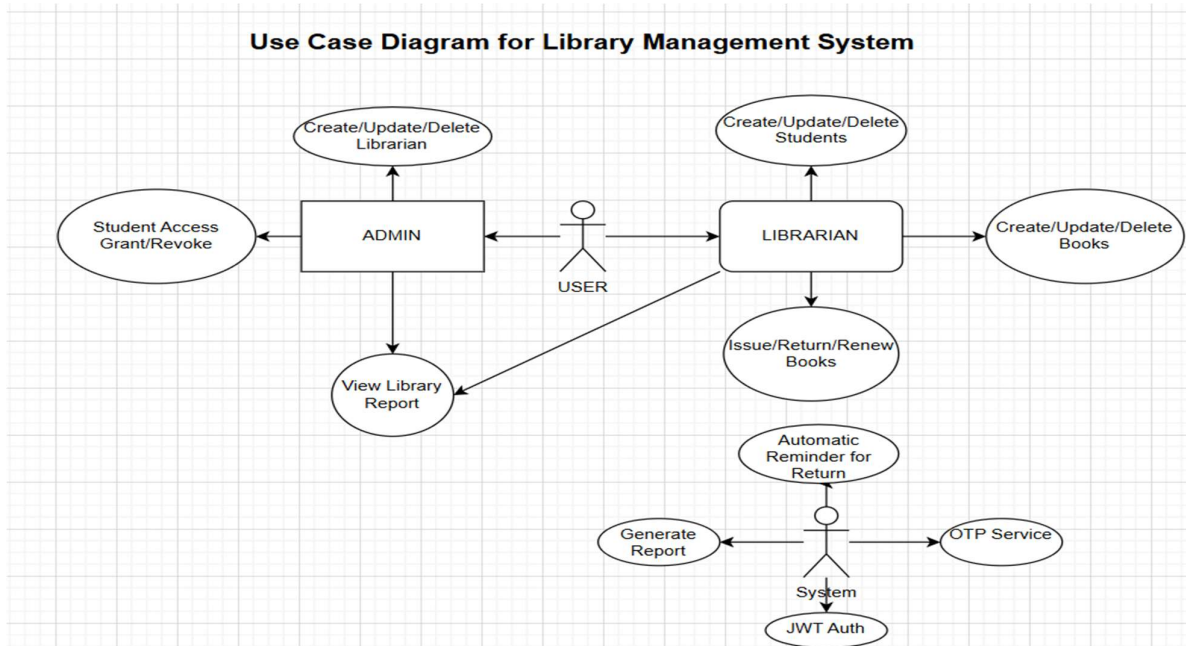 Use Case Diagram for Library Management System
Create/Update/Delete
Librarian
Create/Update/Delete
Students
Student Access
Grant/Revoke
ADMIN
USER
LIBRARIAN
Create/Update/Delete
Books
View Library
Report
Issue/Return/Renew
Books
Automatic
Reminder for
Return
Generate
Report
OTP Service
System
JWT Auth